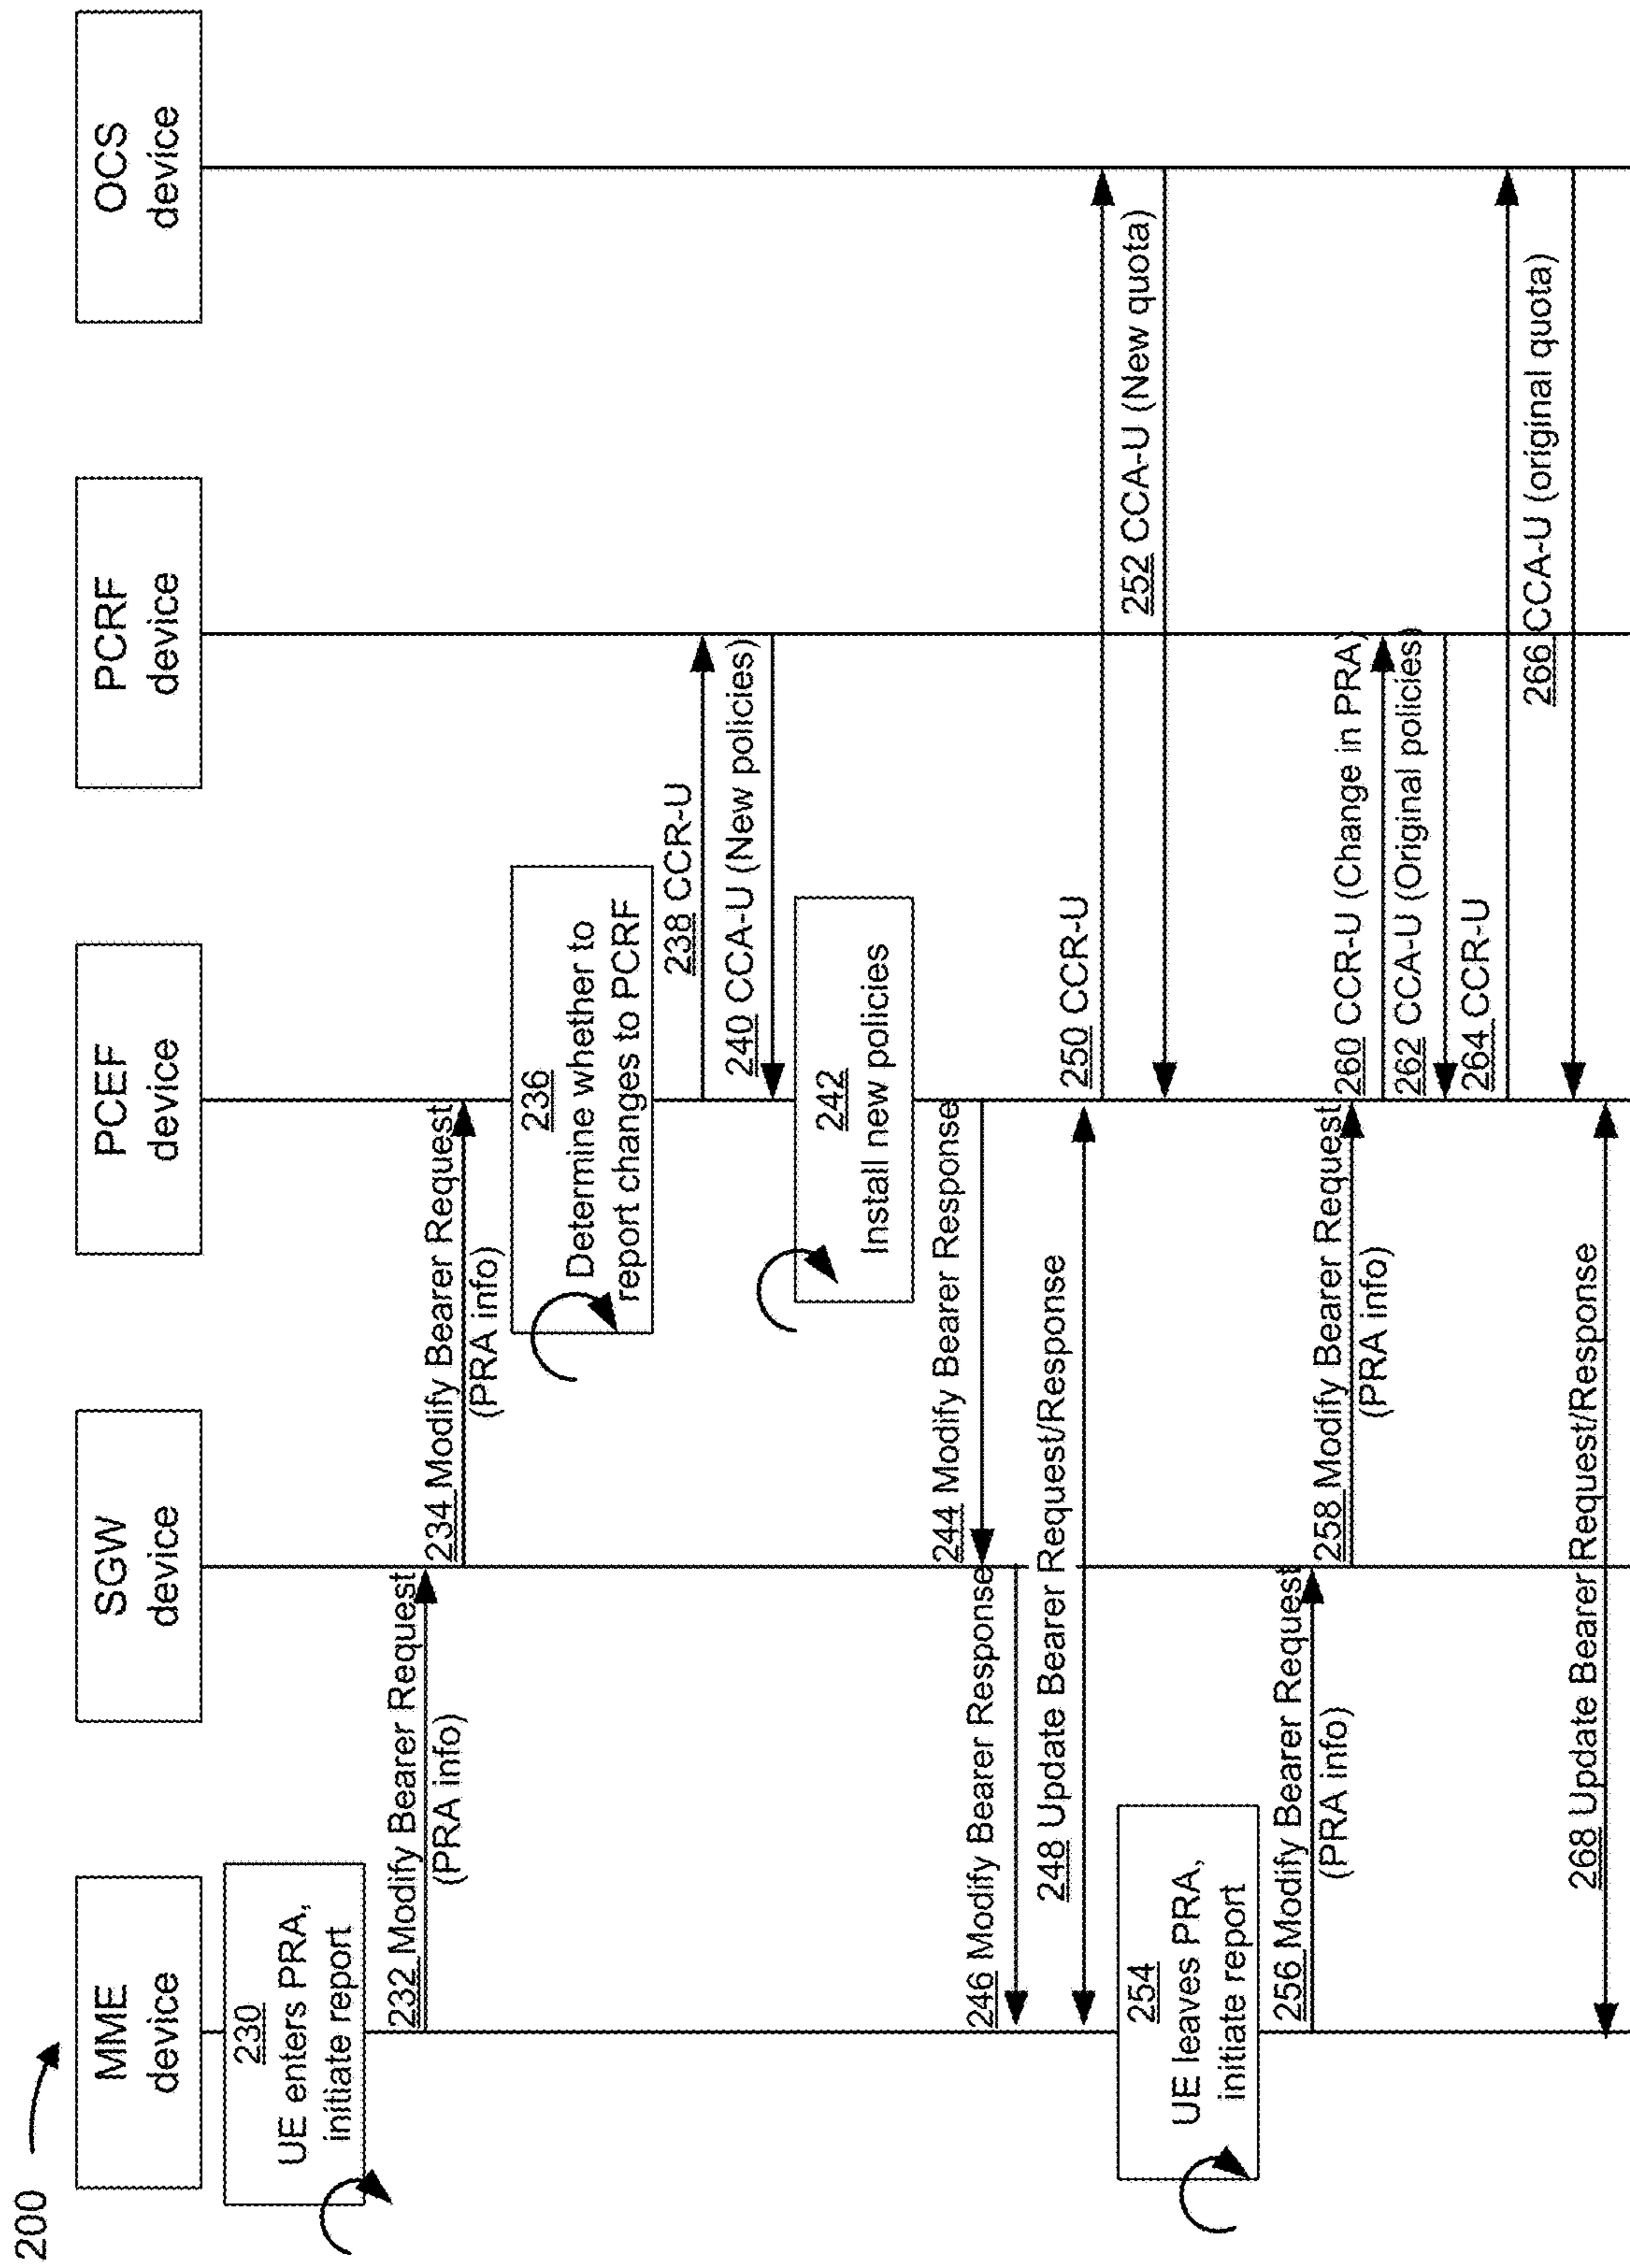 200
MME
device
SGW
device
PCEF
device
PCRF
device
OCS
device
230
UE enters PRA,
initiate report
232 Modify Bearer Request
(PRA info)
234 Modify Bearer Request
(PRA info)
236
Determine whether to
report changes to PCRF
238 CCR-U
240 CCA-U (New policies)
242
Install new policies
244 Modify Bearer Response
246 Modify Bearer Response
248 Update Bearer Request/Response
250 CCR-U
252 CCA-U (New quota)
254
UE leaves PRA,
initiate report
256 Modify Bearer Request
(PRA info)
258 Modify Bearer Request
(PRA info)
260 CCR-U (Change in PRA)
262 CCA-U (Original policies)
264 CCR-U
266 CCA-U (original quota)
268 Update Bearer Request/Response